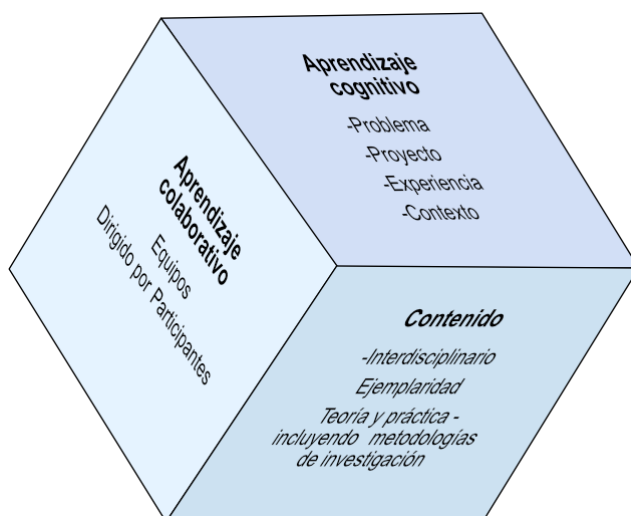 Aprendizaje
cognitivo
-Problema
-Proyecto
-Experiencia
-Contexto
Aprendizaje
colaborativo
Equipos
Dirigido por Participantes
Contenido
-Interdisciplinario
Ejemplaridad
Teoría y práctica -
incluyendo metodologías
de investigación